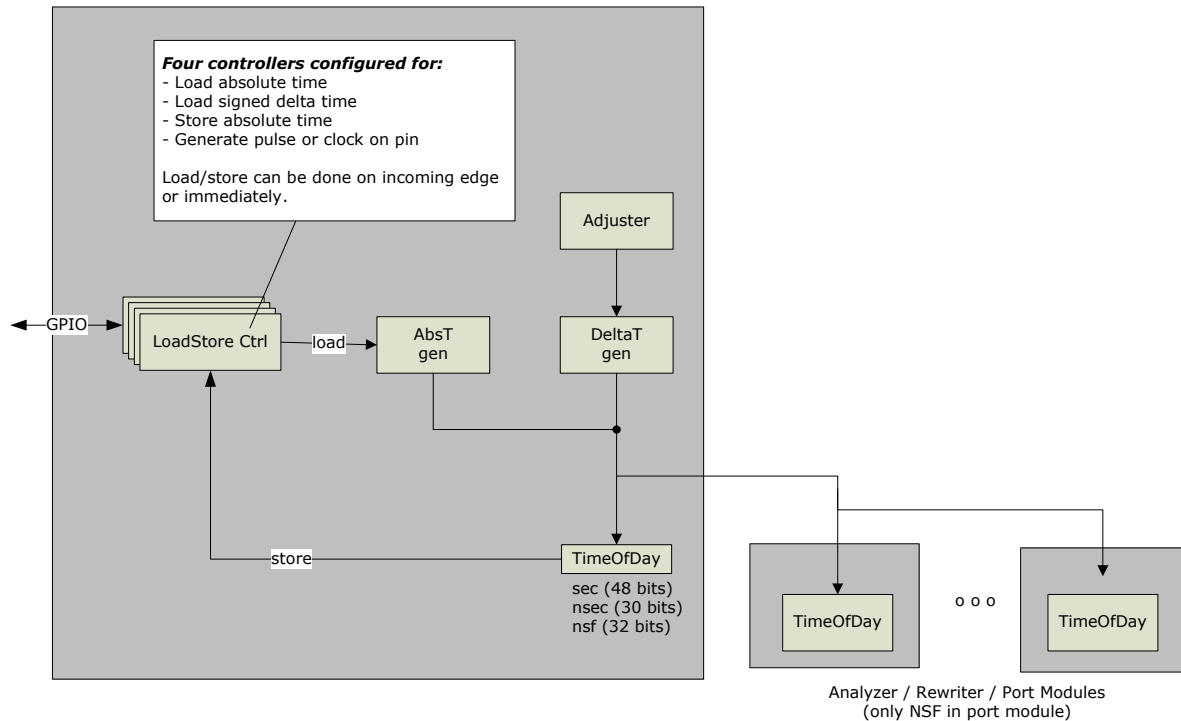 Four controllers configured for:
- Load absolute time
- Load signed delta time
- Store absolute time
- Generate pulse or clock on pin
Load/store can be done on incoming edge
or immediately.
Adjuster
GPIO
LoadStore Ctrl
load
AbsT
gen
DeltaT
gen
store
TimeOfDay
sec (48 bits)
nsec (30 bits)
nsf (32 bits)
TimeOfDay
o o o
TimeOfDay
Analyzer / Rewriter / Port Modules
(only NSF in port module)